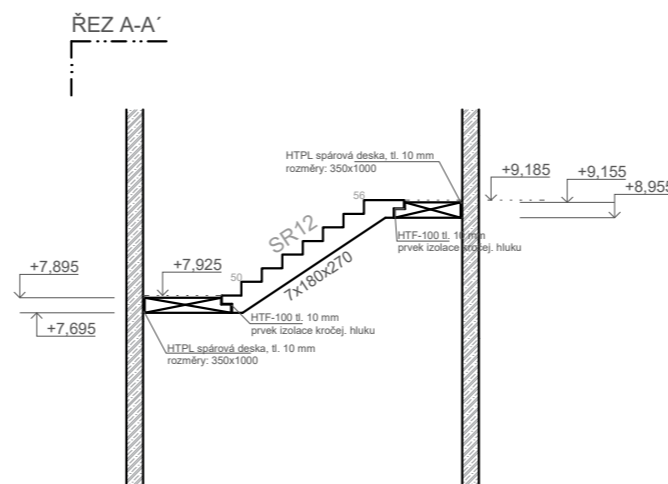 ŘEZ A-A´
HTPL spárová deska, tl. 10 mm
rozměry: 350x1000
+9,185
+9,155
+8,955
56
SR12
HTF-100 tl. 10 mm
prvek izolace kročej. hluku
7x180x270
+7,895
+7,925
50
+7,695
HTF-100 tl. 10 mm
prvek izolace kročej. hluku
HTPL spárová deska, tl. 10 mm
rozměry: 350x1000